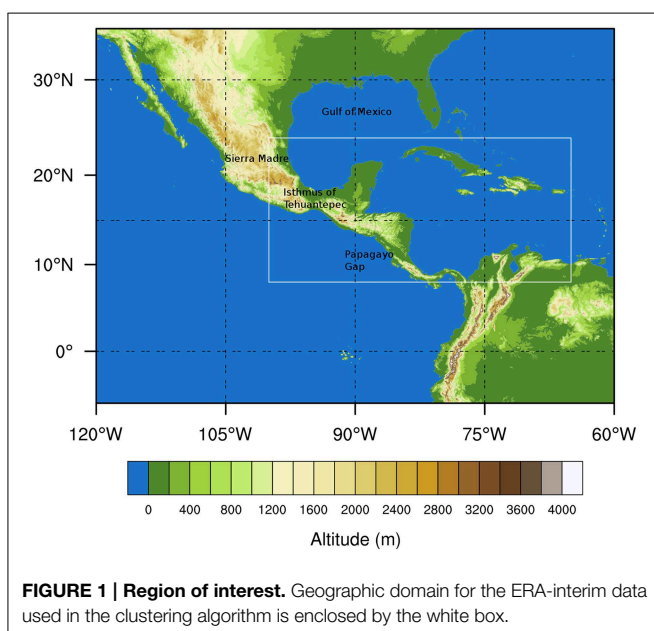 30°N
20°N
10°N
0°
Gulf of Mexico
Sierra Madre
Isthmus of
Tehuantepec
Papagayo
Gap
120°W 105°W 90°W 75°W 60°W
0 400 800 1200 1600 2000 2400 2800 3200 3600 4000
Altitude (m)
FIGURE 1 | Region of interest. Geographic domain for the ERA-interim data
used in the clustering algorithm is enclosed by the white box.